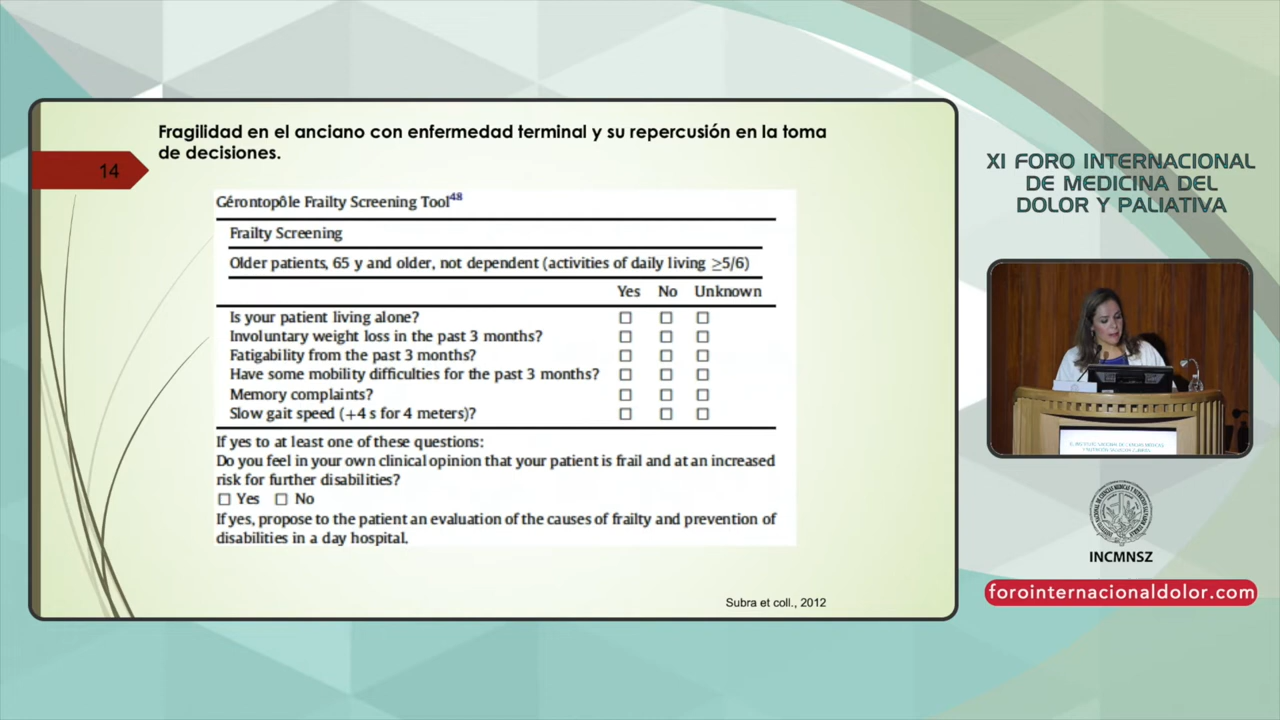 Fragilidad en el anciano con enfermedad terminal y su repercusión en la toma
de decisiones.
14
Gérontopôle Frailty Screening Tool48
Frailty Screening
Older patients, 65 y and older, not dependent (activities of daily living ≥5/6)
Yes No Unknown
Is your patient living alone? ☐ ☐ ☐
Involuntary weight loss in the past 3 months? ☐ ☐ ☐
Fatigability from the past 3 months? ☐ ☐ ☐
Have some mobility difficulties for the past 3 months? ☐ ☐ ☐
Memory complaints? ☐ ☐ ☐
Slow gait speed (+4 s for 4 meters)? ☐ ☐ ☐
If yes to at least one of these questions:
Do you feel in your own clinical opinion that your patient is frail and at an increased
risk for further disabilities?
☐ Yes ☐ No
If yes, propose to the patient an evaluation of the causes of frailty and prevention of
disabilities in a day hospital.
Subra et coll., 2012
XI FORO INTERNACIONAL
DE MEDICINA DEL
DOLOR Y PALIATIVA
INCMNSZ
forointernacionaldolor.com